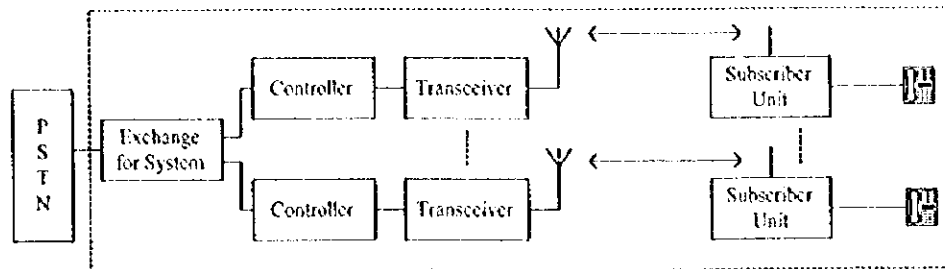 P
S
T
N
Exchange
for System
Controller
Transceiver
Subscriber
Unit
Controller
Transceiver
Subscriber
Unit